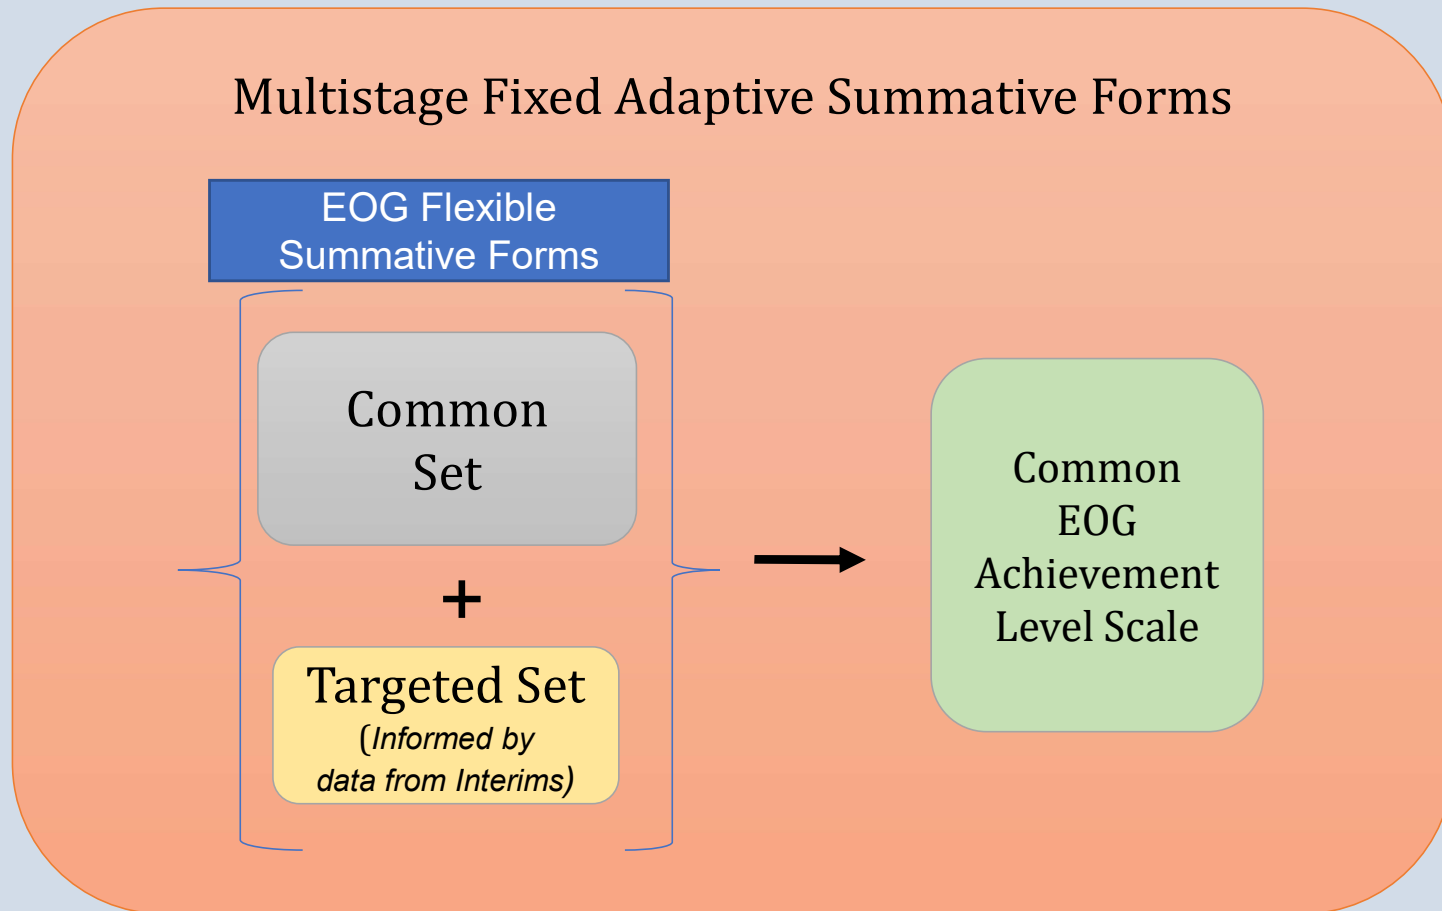 Multistage Fixed Adaptive Summative Forms
EOG Flexible
Summative Forms
Common
Set
+
Targeted Set
(Informed by
data from Interims)
Common
EOG
Achievement
Level Scale